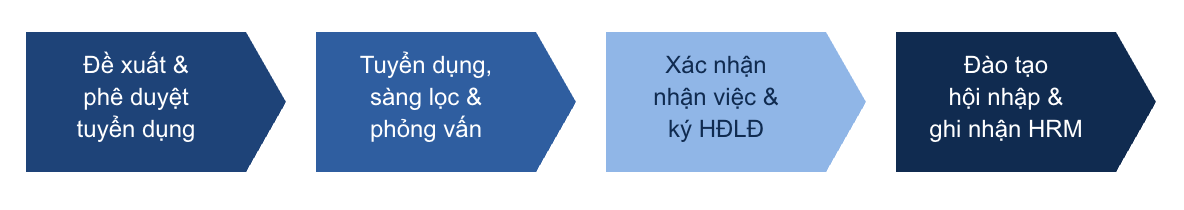 Đề xuất &
phê duyệt
tuyển dụng
Tuyển dụng,
sàng lọc &
phỏng vấn
Xác nhận
nhận việc &
ký HĐLĐ
Đào tạo
hội nhập &
ghi nhận HRM